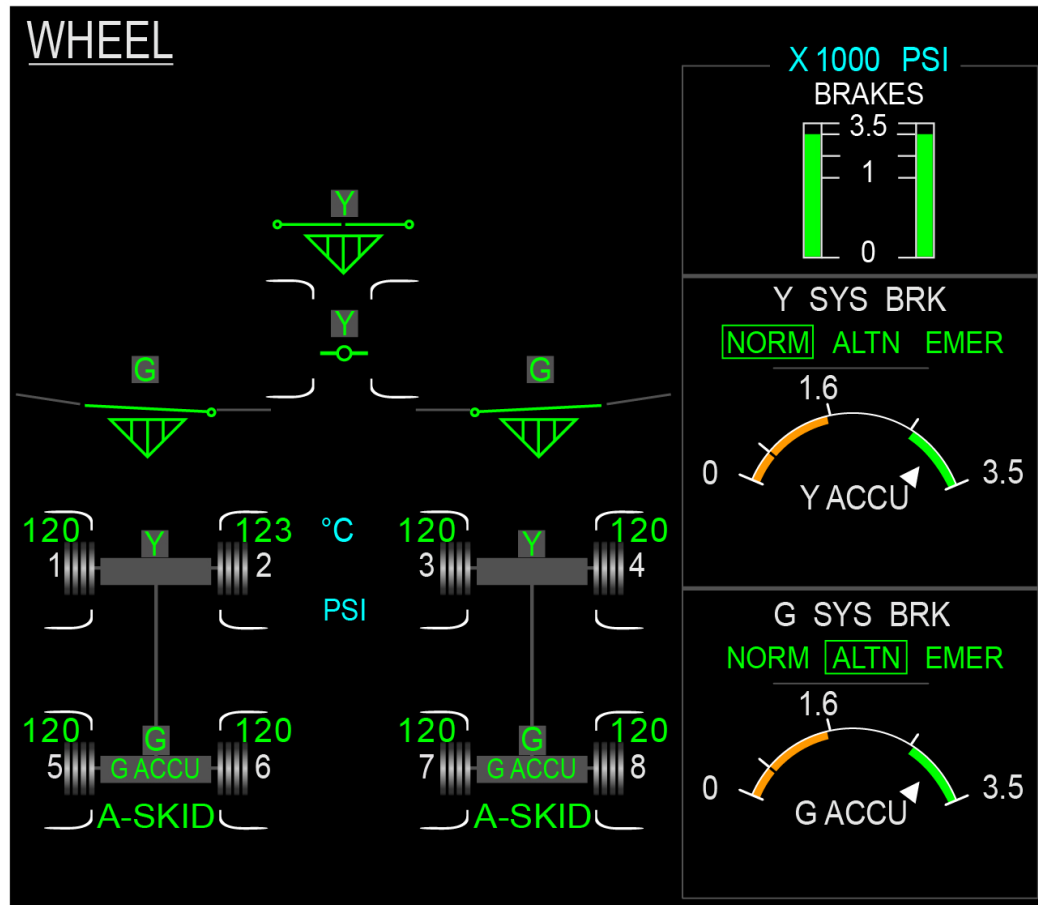 WHEEL
X 1000 PSI
BRAKES
3.5
1
0
Y
Y
G G
Y SYS BRK
NORM ALTN EMER
1.6
0 3.5
Y ACCU
120 123 °C 120 120
Y Y
1 2 3 4
PSI
G SYS BRK
NORM ALTN EMER
1.6
0 3.5
G ACCU
120 120 120 120
G G
5 G ACCU 6 7 G ACCU 8
A-SKID A-SKID